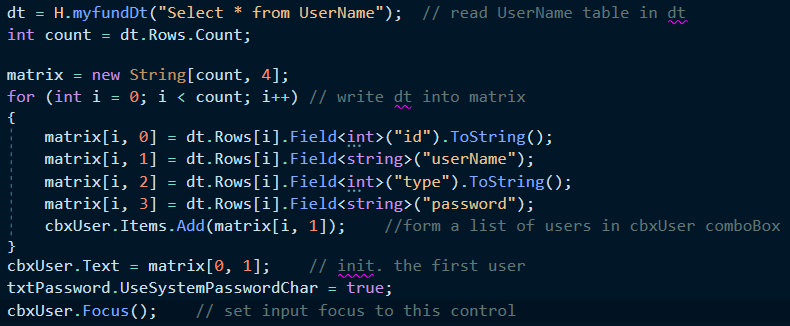 dt = H.myfundDt("Select * from UserName");  // read UserName table in dt
int count = dt.Rows.Count;
matrix = new String[count, 4];
for (int i = 0; i < count; i++) // write dt into matrix
{
    matrix[i, 0] = dt.Rows[i].Field<int>("id").ToString();
    matrix[i, 1] = dt.Rows[i].Field<string>("userName");
    matrix[i, 2] = dt.Rows[i].Field<int>("type").ToString();
    matrix[i, 3] = dt.Rows[i].Field<string>("password");
    cbxUser.Items.Add(matrix[i, 1]);    //form a list of users in cbxUser comboBox
}
cbxUser.Text = matrix[0, 1];    // init. the first user
txtPassword.UseSystemPasswordChar = true;
cbxUser.Focus();    // set input focus to this control